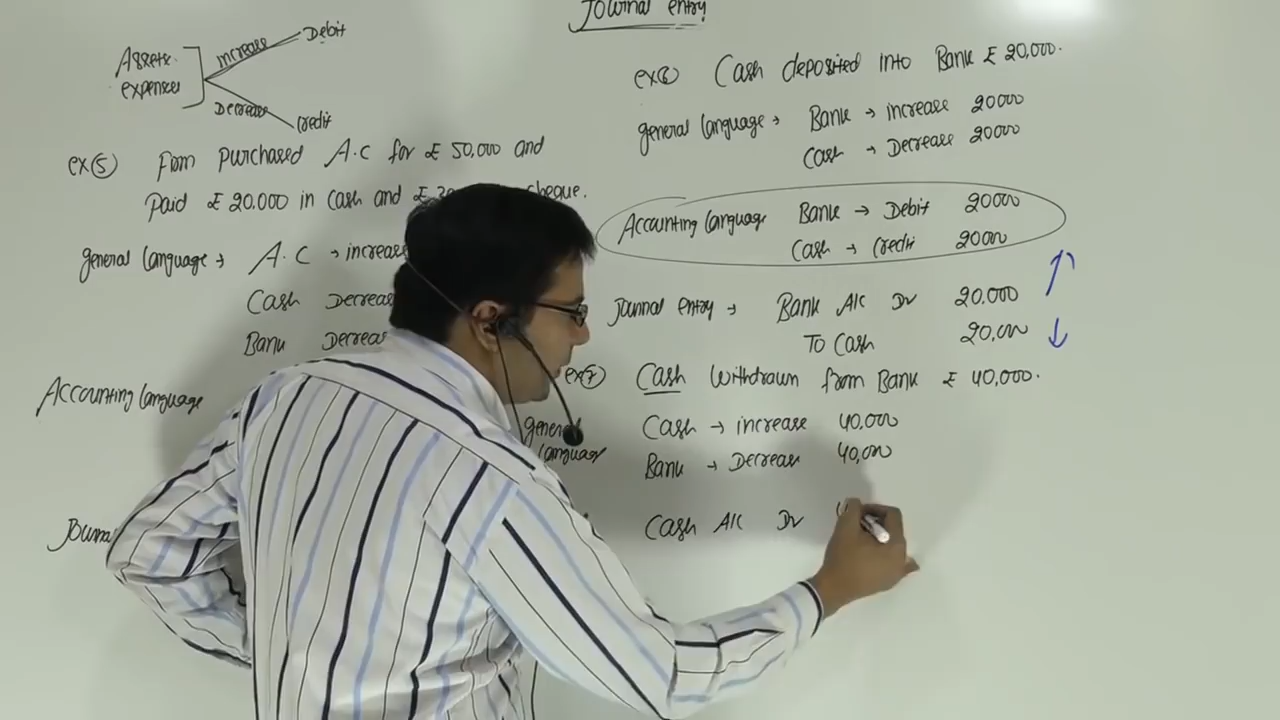 Journal entry
Assets
expenses
increase
Debit
Decrease
credit
ex⑤ Firm purchased A.C for £ 50,000 and
Paid £ 20,000 in cash and £ cheque.
general language → A.C → increase
Cash Decrea
Bank Decrea
Accounting language
Journa
ex⑥ Cash deposited into Bank £ 20,000.
general language → Bank → increase 20000
Cash → Decrease 20000
Accounting language Bank → Debit 20000
Cash → Credit 20000
Journal entry → Bank A/C Dr 20,000
To Cash 20,000
ex⑦ Cash withdrawn from Bank £ 40,000.
general language
Cash → increase 40,000
Bank → Decrease 40,000
Cash A/C Dr